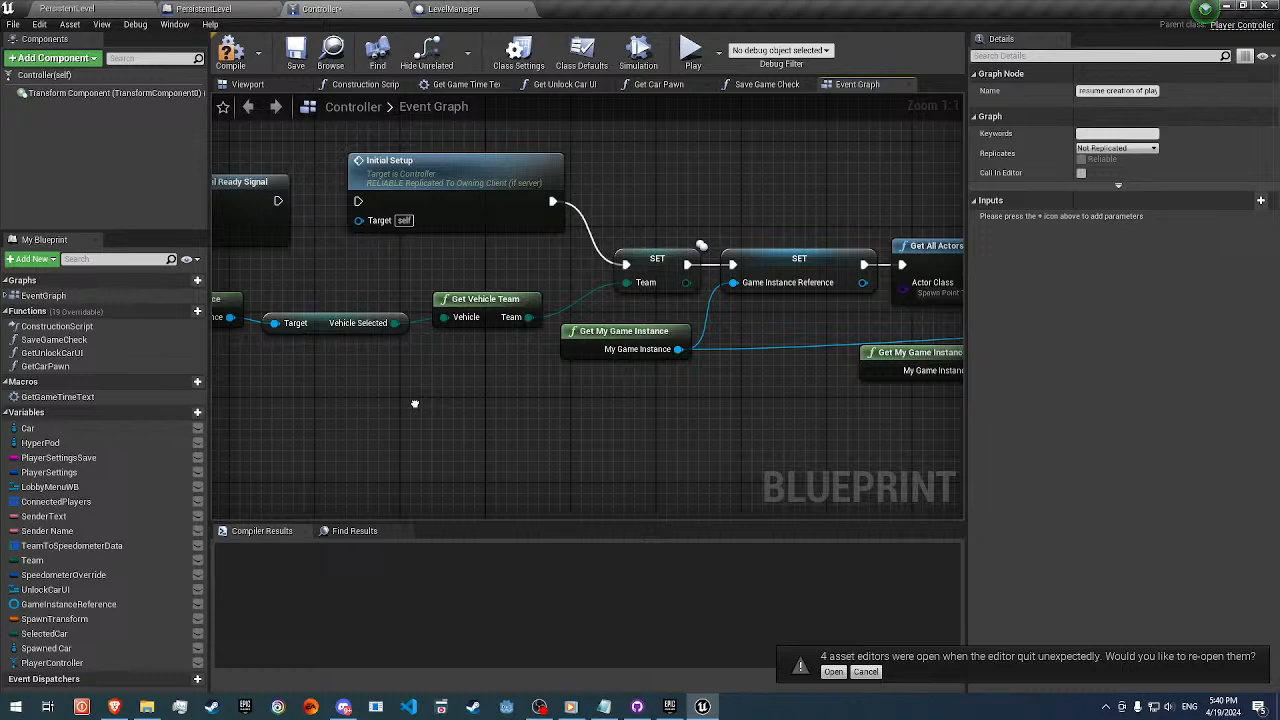 PersistentLevel
PersistentLevel
Controller*
LevelManager
File Edit Asset View Debug Window Help
Parent class: Player Controller
Components
+ Add Component
Search
Controller(self)
Transform Component (TransformComponent)
Compile
Save
Browse
Find
Hide Unrelated
Class Settings
Class Defaults
Simulation
Play
No debug object selected
Debug Filter
Viewport
Construction Scrip
Get Game Time Te
Get Unlock Car UI
Get Car Pawn
Save Game Check
Event Graph
Controller > Event Graph
Zoom 1:1
Initial Setup
Target is Controller
RELIABLE Replicated To Owning Client (if server)
Target self
el Ready Signal
SET
Team
SET
Game Instance Reference
Get All Actors
Actor Class
Spawn Point T
ce
Target Vehicle Selected
Get Vehicle Team
Vehicle Team
Get My Game Instance
My Game Instance
Get My Game Instanc
My Game Instanc
BLUEPRINT
My Blueprint
+ Add New
Search
Graphs
EventGraph
Functions (19 Overridable)
ConstructionScript
SaveGameCheck
GetUnlockCarUI
GetCarPawn
Macros
GetGameTimeText
Variables
Car
HyperPod
PlayerSettingsSave
PlayerSettings
LobbyMenuWB
ConnectedPlayers
SenderText
Sender Name
TeamToSpeedometerData
Team
SpeedometerOverride
UnlockCarUI
GameInstanceReference
SpawnTransform
SelectedCar
Spawned Car
PlayerController
Event Dispatchers
Compiler Results
Find Results
Details
Search Details
Graph Node
Name resume creation of play
Graph
Keywords
Replicates Not Replicated
Reliable
Call In Editor
Inputs
Please press the + icon above to add parameters
4 asset editors were open when the editor quit unexpectedly. Would you like to re-open them?
Open Cancel
ENG
5:40 PM
4/19/2024